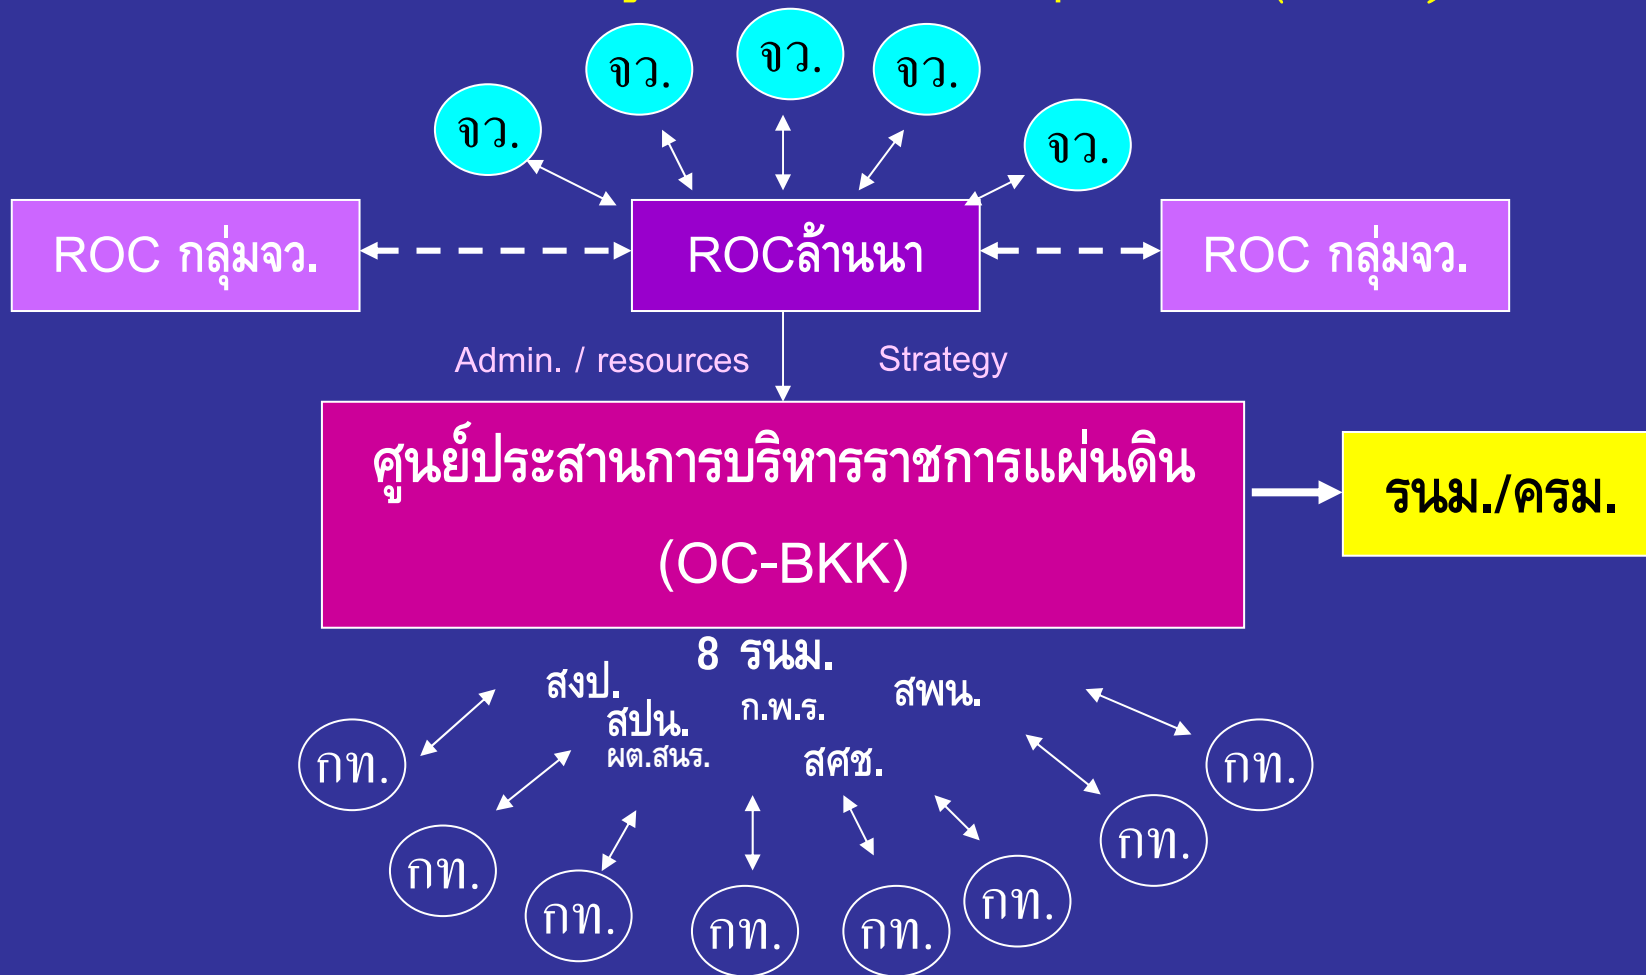 จว.
จว.
จว.
จว.
จว.
ROC กลุ่มจว.
ROCล้านนา
ROC กลุ่มจว.
Admin. / resources
Strategy
ศูนย์ประสานการบริหารราชการแผ่นดิน
(OC-BKK)
รนม./ครม.
8 รนม.
สงป.
สพน.
ก.พ.ร.
สปน.
ผต.สนร.
สศช.
กท.
กท.
กท.
กท.
กท.
กท.
กท.
กท.